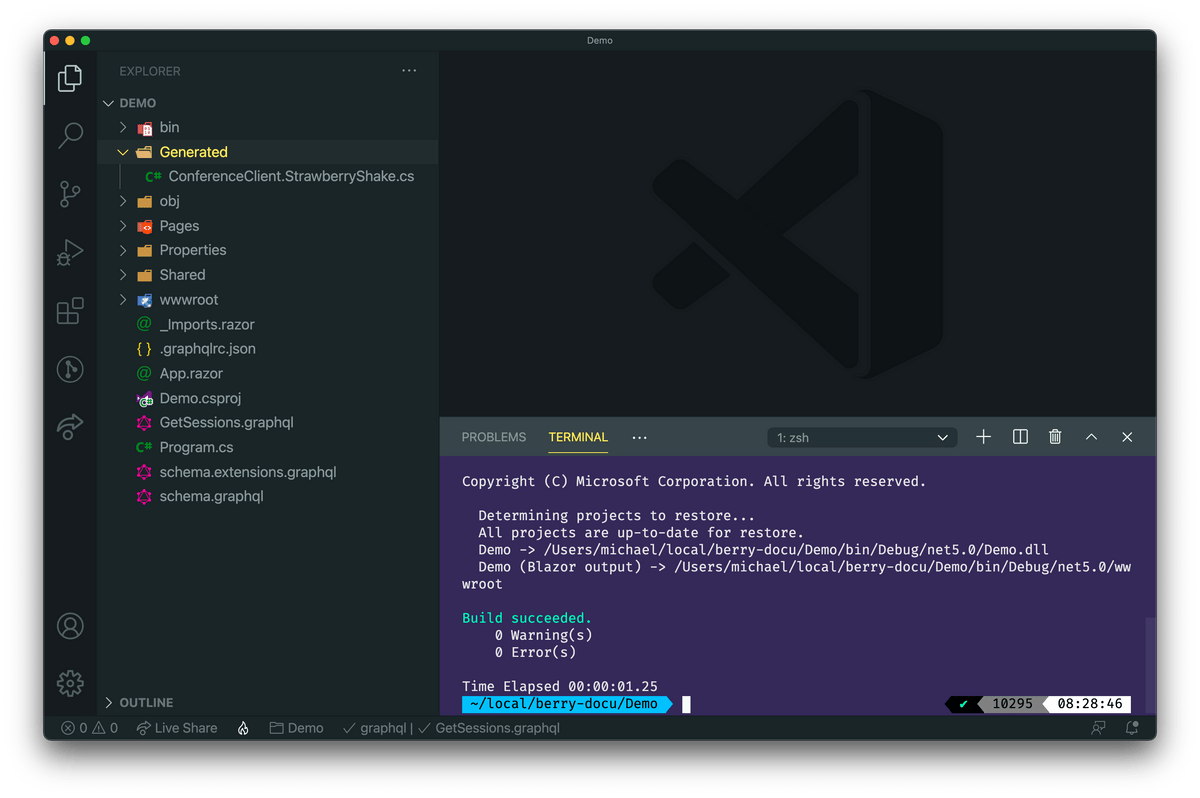 Demo
EXPLORER
DEMO
bin
Generated
C# ConferenceClient.StrawberryShake.cs
obj
Pages
Properties
Shared
wwwroot
@ _Imports.razor
{ } .graphqlrc.json
@ App.razor
Demo.csproj
GetSessions.graphql
C# Program.cs
schema.extensions.graphql
schema.graphql
OUTLINE
PROBLEMS TERMINAL ... 1: zsh
Copyright (C) Microsoft Corporation. All rights reserved.
Determining projects to restore...
All projects are up-to-date for restore.
Demo -> /Users/michael/local/berry-docu/Demo/bin/Debug/net5.0/Demo.dll
Demo (Blazor output) -> /Users/michael/local/berry-docu/Demo/bin/Debug/net5.0/ww
wroot
Build succeeded.
0 Warning(s)
0 Error(s)
Time Elapsed 00:00:01.25
~/local/berry-docu/Demo ✔ 10295 08:28:46
0 0 Live Share Demo ✓ graphql | ✓ GetSessions.graphql